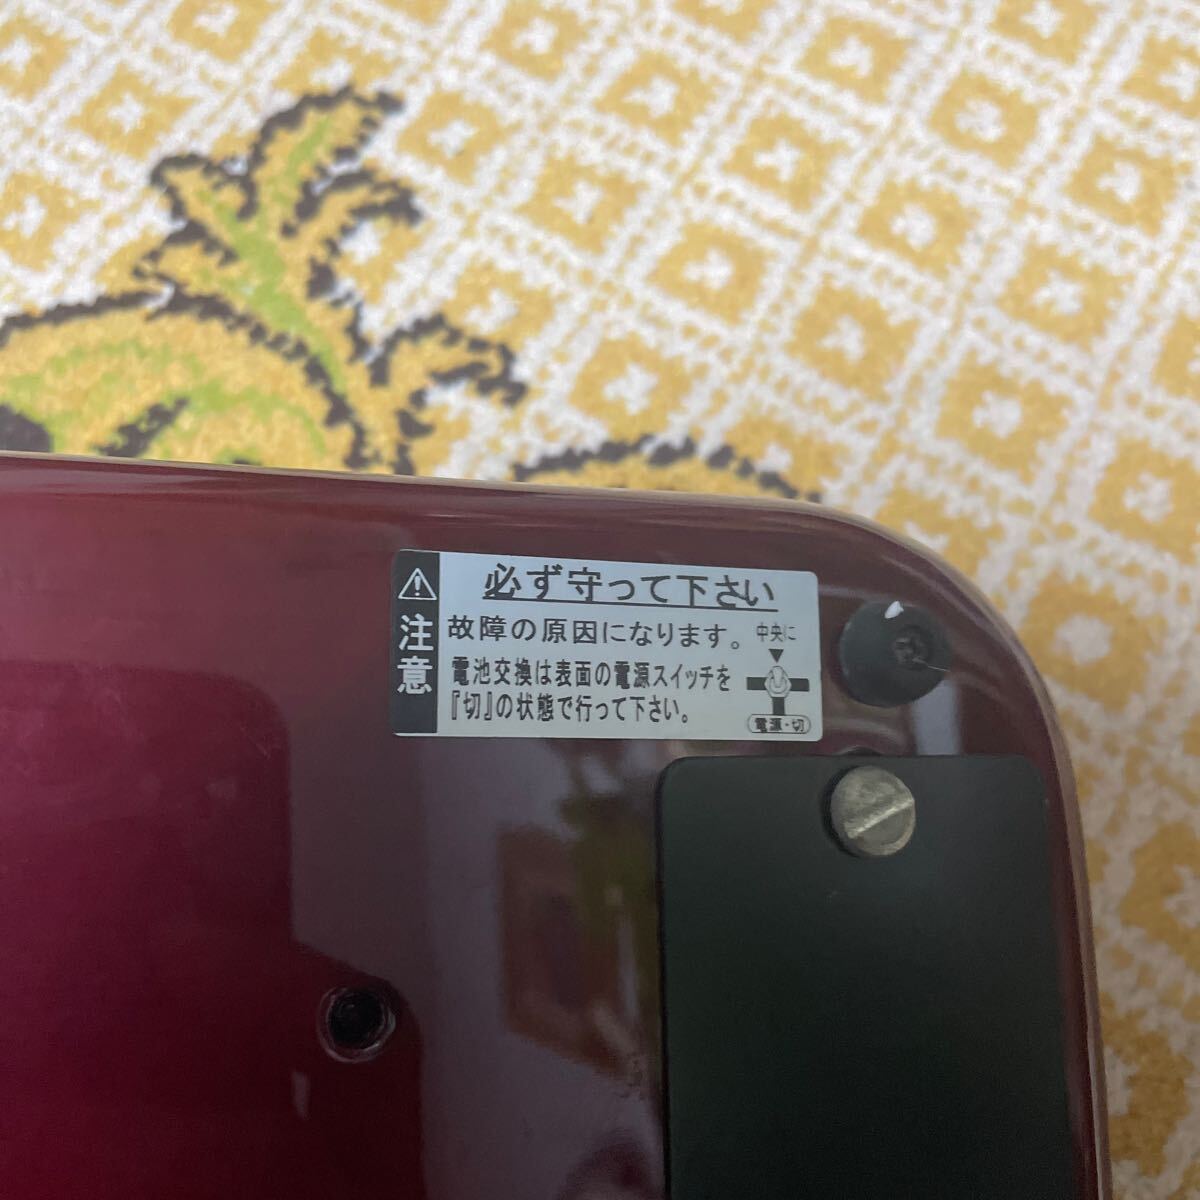 注意
必ず守って下さい
故障の原因になります。
中央に
電池交換は表面の電源スイッチを
『切』の状態で行って下さい。
電源・切